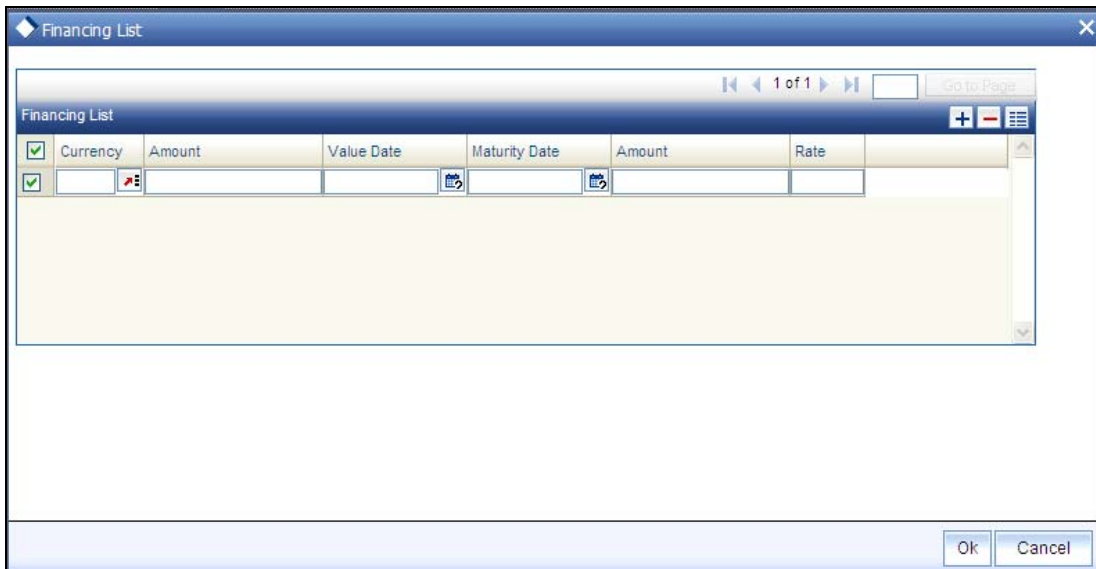 Financing List
1 of 1 Go to Page
Financing List
Currency Amount Value Date Maturity Date Amount Rate
Ok Cancel